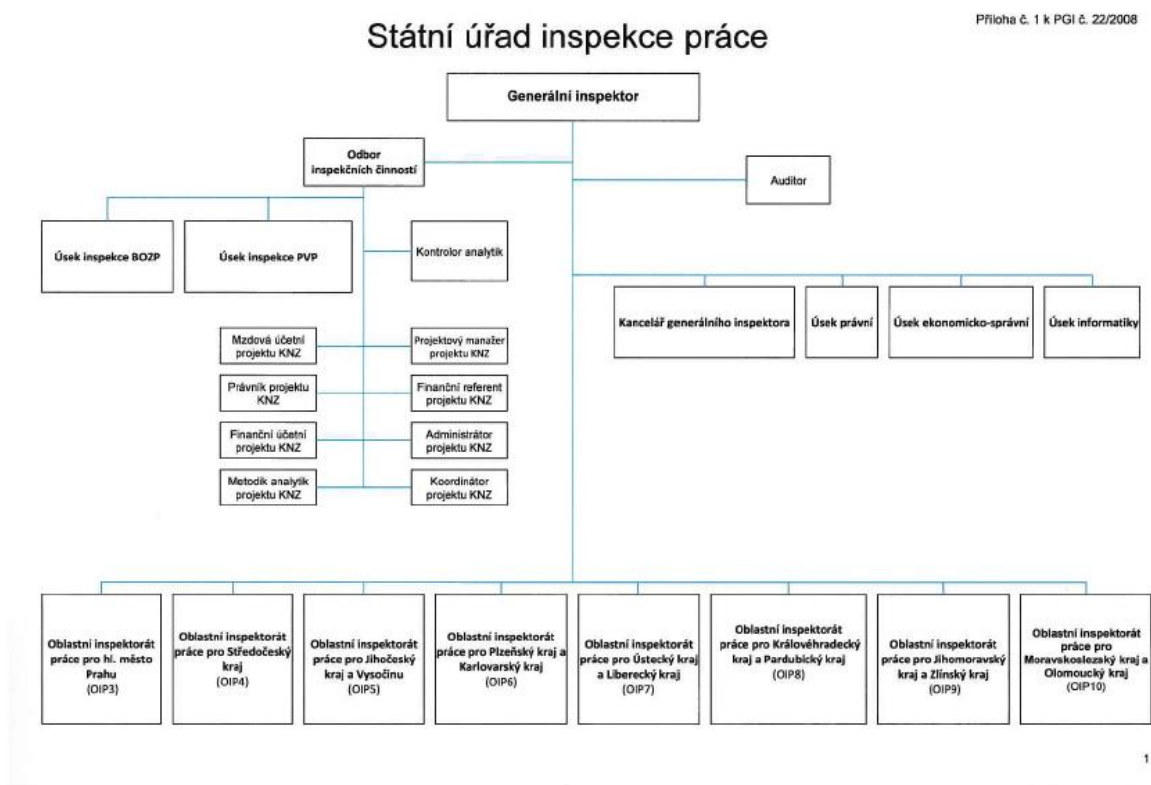 Příloha č. 1 k PGI č. 22/2008
Státní úřad inspekce práce
Generální inspektor
Odbor
inspekčních činností
Auditor
Úsek inspekce BOZP
Úsek inspekce PVP
Kontrolor analytik
Kancelář generálního inspektora
Úsek právní
Úsek ekonomicko-správní
Úsek informatiky
Mzdová účetní
projektu KNZ
Projektový manažer
projektu KNZ
Právník projektu
KNZ
Finanční referent
projektu KNZ
Finanční účetní
projektu KNZ
Administrátor
projektu KNZ
Metodik analytik
projektu KNZ
Koordinátor
projektu KNZ
Oblastní inspektorát
práce pro hl. město
Prahu
(OIP3)
Oblastní inspektorát
práce pro Středočeský
kraj
(OIP4)
Oblastní inspektorát
práce pro Jihočeský
kraj a Vysočinu
(OIP5)
Oblastní inspektorát
práce pro Plzeňský kraj a
Karlovarský kraj
(OIP6)
Oblastní inspektorát
práce pro Ústecký kraj
a Liberecký kraj
(OIP7)
Oblastní inspektorát
práce pro Královéhradecký
kraj a Pardubický kraj
(OIP8)
Oblastní inspektorát
práce pro Jihomoravský
kraj a Zlínský kraj
(OIP9)
Oblastní inspektorát
práce pro
Moravskoslezský kraj a
Olomoucký kraj
(OIP10)
1